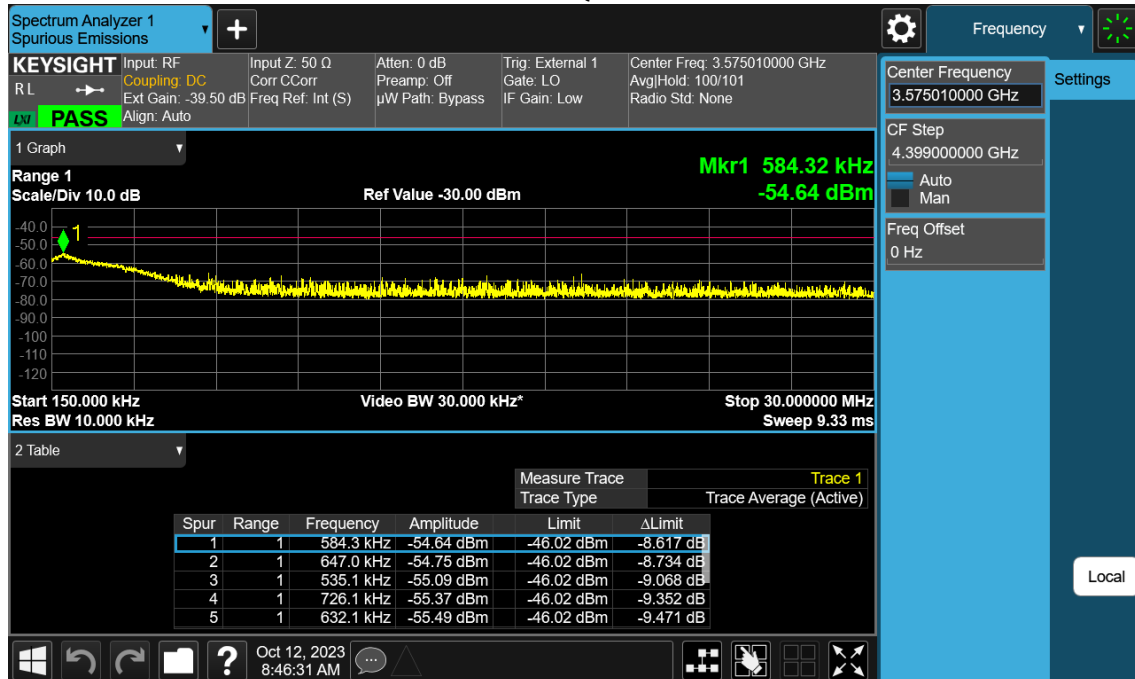 Spectrum Analyzer 1
Spurious Emissions
▼
+
Frequency
▼
KEYSIGHT
R L
LXI
PASS
Input: RF
Coupling: DC
Ext Gain: -39.50 dB
Align: Auto
Input Z: 50 Ω
Corr CCorr
Freq Ref: Int (S)
Atten: 0 dB
Preamp: Off
µW Path: Bypass
Trig: External 1
Gate: LO
IF Gain: Low
Center Freq: 3.575010000 GHz
Avg|Hold: 100/101
Radio Std: None
Center Frequency
3.575010000 GHz
Settings
CF Step
4.399000000 GHz
Auto
Man
Freq Offset
0 Hz
Local
1 Graph ▼
Range 1
Scale/Div 10.0 dB
Ref Value -30.00 dBm
Mkr1 584.32 kHz
-54.64 dBm
1
-40.0
-50.0
-60.0
-70.0
-80.0
-90.0
-100
-110
-120
Start 150.000 kHz Video BW 30.000 kHz* Stop 30.000000 MHz
Res BW 10.000 kHz Sweep 9.33 ms
2 Table ▼
Measure Trace Trace 1
Trace Type Trace Average (Active)
Spur Range Frequency Amplitude Limit ΔLimit
1 1 584.3 kHz -54.64 dBm -46.02 dBm -8.617 dB
2 1 647.0 kHz -54.75 dBm -46.02 dBm -8.734 dB
3 1 535.1 kHz -55.09 dBm -46.02 dBm -9.068 dB
4 1 726.1 kHz -55.37 dBm -46.02 dBm -9.352 dB
5 1 632.1 kHz -55.49 dBm -46.02 dBm -9.471 dB
?
Oct 12, 2023
8:46:31 AM